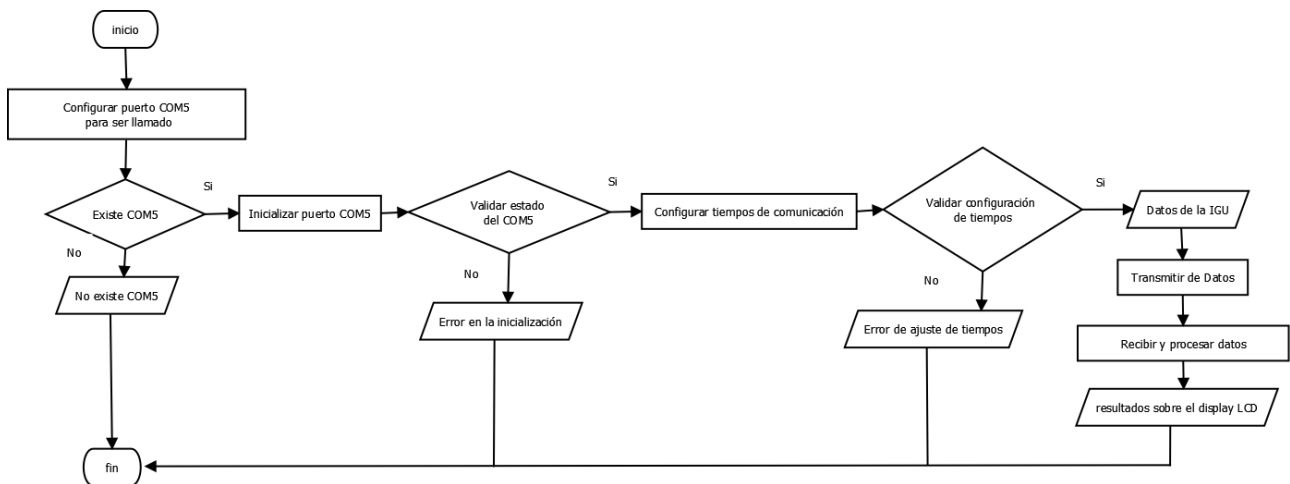 inicio
Configurar puerto COM5
para ser llamado
Existe COM5
Si
No
No existe COM5
Inicializar puerto COM5
Validar estado
del COM5
Si
No
Error en la inicialización
Configurar tiempos de comunicación
Validar configuración
de tiempos
Si
No
Error de ajuste de tiempos
Datos de la IGU
Transmitir de Datos
Recibir y procesar datos
resultados sobre el display LCD
fin